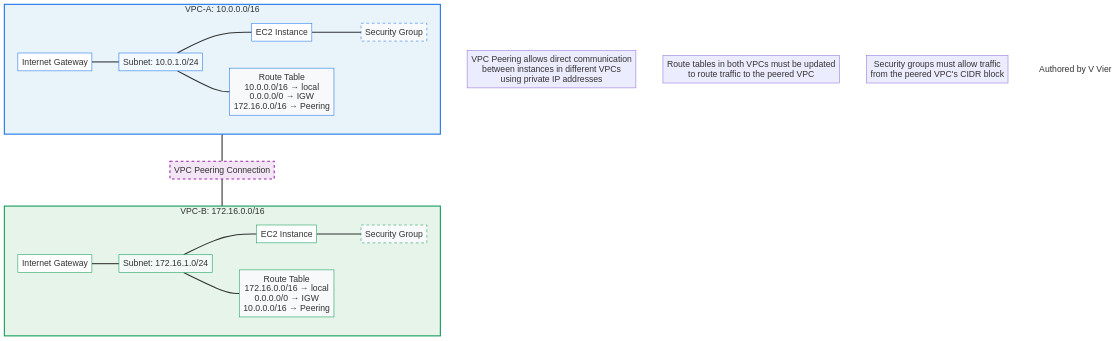 VPC-A: 10.0.0.0/16
Internet Gateway
Subnet: 10.0.1.0/24
EC2 Instance
Security Group
Route Table
10.0.0.0/16 → local
0.0.0.0/0 → IGW
172.16.0.0/16 → Peering
VPC Peering Connection
VPC-B: 172.16.0.0/16
Internet Gateway
Subnet: 172.16.1.0/24
EC2 Instance
Security Group
Route Table
172.16.0.0/16 → local
0.0.0.0/0 → IGW
10.0.0.0/16 → Peering
VPC Peering allows direct communication
between instances in different VPCs
using private IP addresses
Route tables in both VPCs must be updated
to route traffic to the peered VPC
Security groups must allow traffic
from the peered VPC's CIDR block
Authored by V Vier